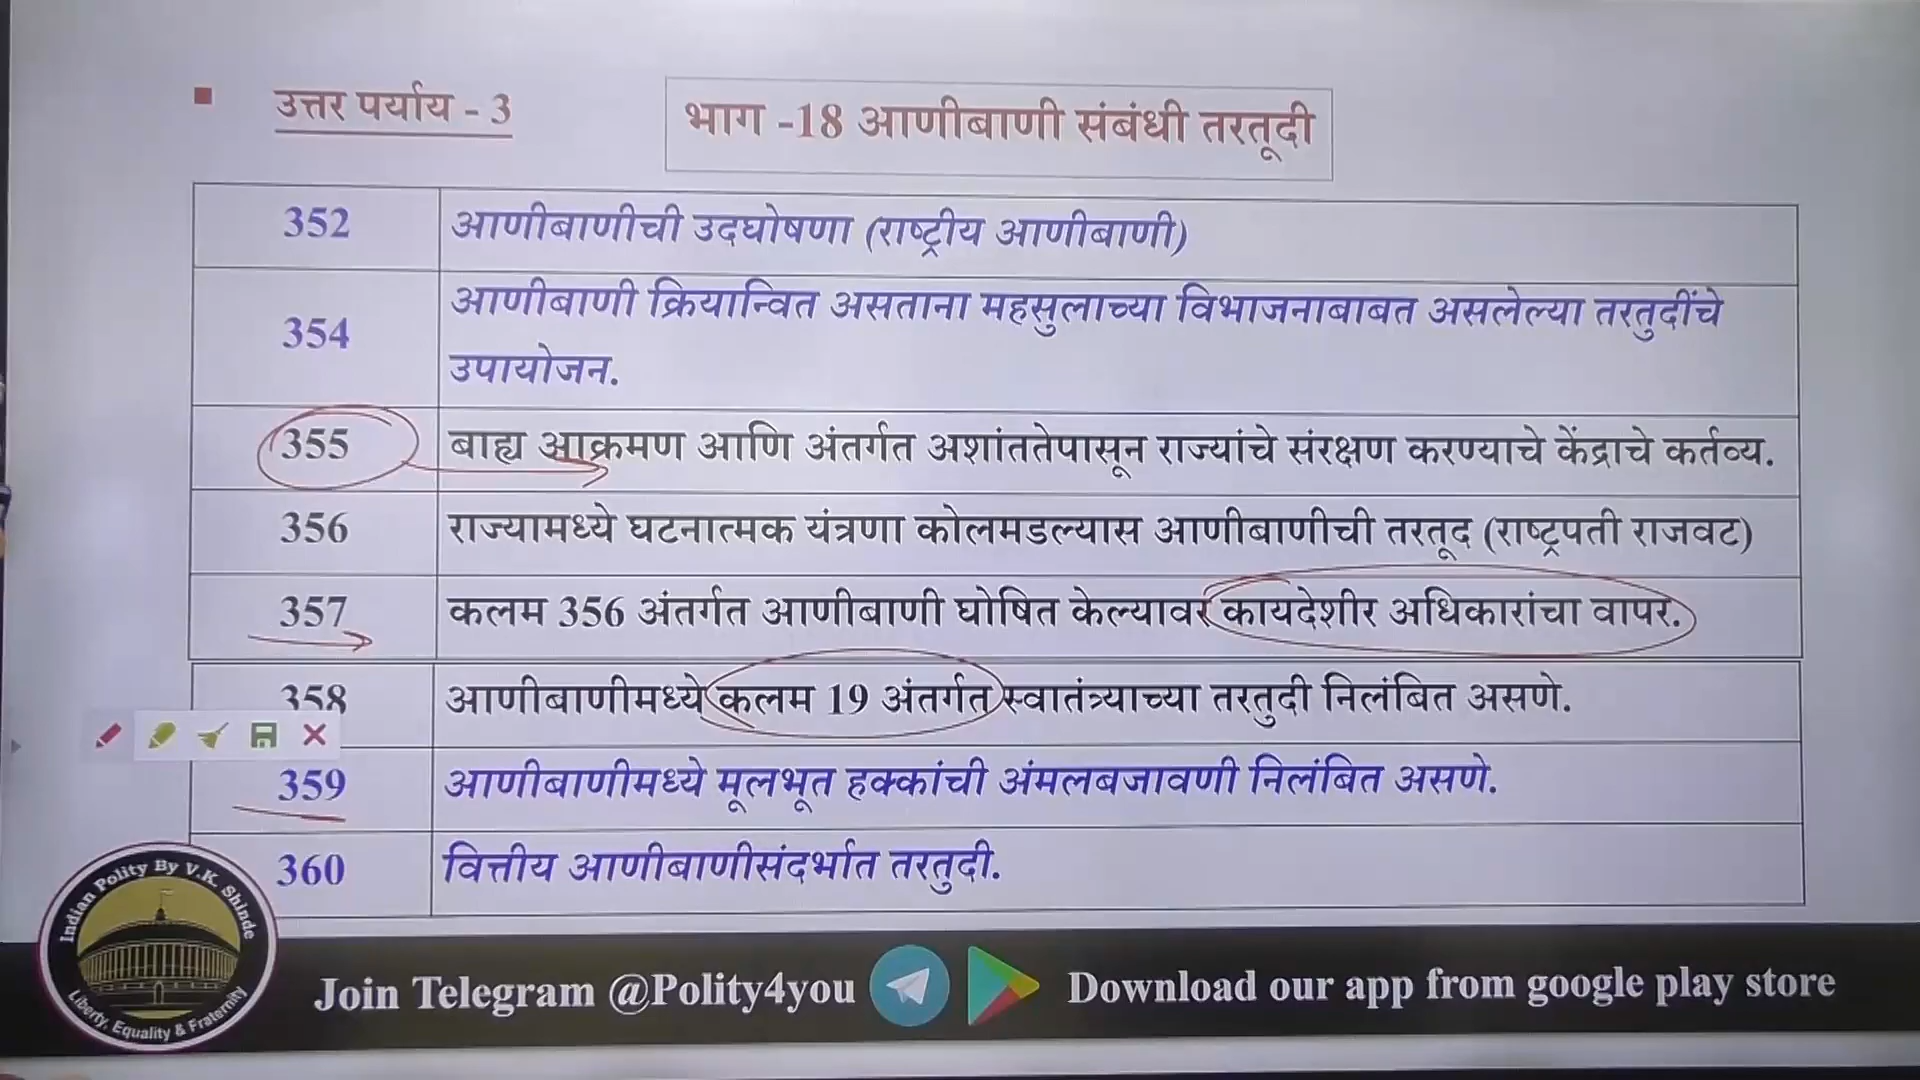 उत्तर पर्याय - 3
भाग -18 आणीबाणी संबंधी तरतूदी
352 आणीबाणीची उदघोषणा (राष्ट्रीय आणीबाणी)
354 आणीबाणी क्रियान्वित असताना महसुलाच्या विभाजनाबाबत असलेल्या तरतुदींचे
उपायोजन.
355 बाह्य आक्रमण आणि अंतर्गत अशांततेपासून राज्यांचे संरक्षण करण्याचे केंद्राचे कर्तव्य.
356 राज्यामध्ये घटनात्मक यंत्रणा कोलमडल्यास आणीबाणीची तरतूद (राष्ट्रपती राजवट)
357 कलम 356 अंतर्गत आणीबाणी घोषित केल्यावर कायदेशीर अधिकारांचा वापर.
358 आणीबाणीमध्ये कलम 19 अंतर्गत स्वातंत्र्याच्या तरतुदी निलंबित असणे.
359 आणीबाणीमध्ये मूलभूत हक्कांची अंमलबजावणी निलंबित असणे.
360 वित्तीय आणीबाणीसंदर्भात तरतुदी.
Indian Polity By V.K. Shinde
Liberty, Equality & Fraternity
Join Telegram @Polity4you
Download our app from google play store